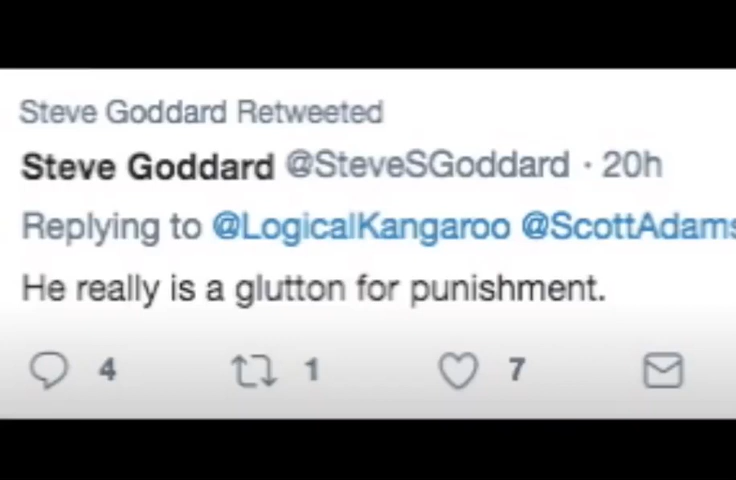 Steve Goddard Retweeted
Steve Goddard @SteveSGoddard · 20h
Replying to @LogicalKangaroo @ScottAdams
He really is a glutton for punishment.
4 1 7